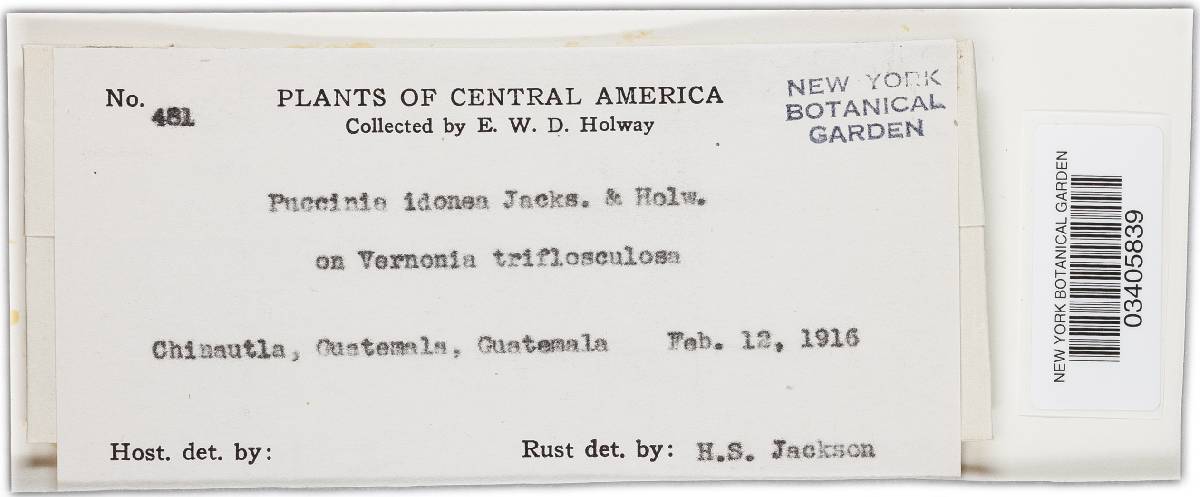 No. 481
PLANTS OF CENTRAL AMERICA
Collected by E. W. D. Holway
NEW YORK
BOTANICAL
GARDEN
Puccinia idonea Jacks. & Holw.
on Vernonia triflosculosa
Chinautla, Guatemala, Guatemala Feb. 12, 1916
Host. det. by:
Rust det. by: H.S. Jackson
NEW YORK BOTANICAL GARDEN
03405839